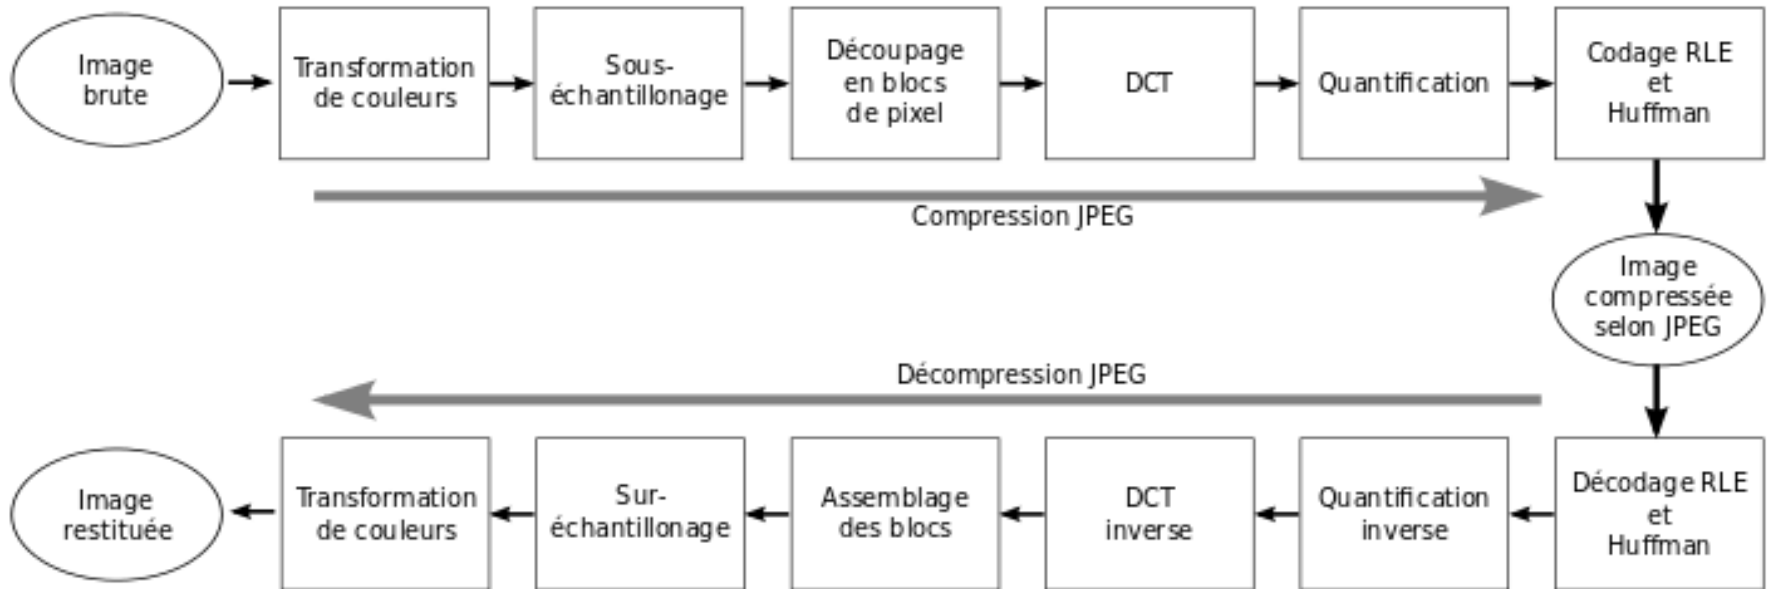 Image
brute
Transformation
de couleurs
Sous-
échantillonage
Découpage
en blocs
de pixel
DCT
Quantification
Codage RLE
et
Huffman
Compression JPEG
Image
compressée
selon JPEG
Décompression JPEG
Image
restituée
Transformation
de couleurs
Sur-
échantillonage
Assemblage
des blocs
DCT
inverse
Quantification
inverse
Décodage RLE
et
Huffman